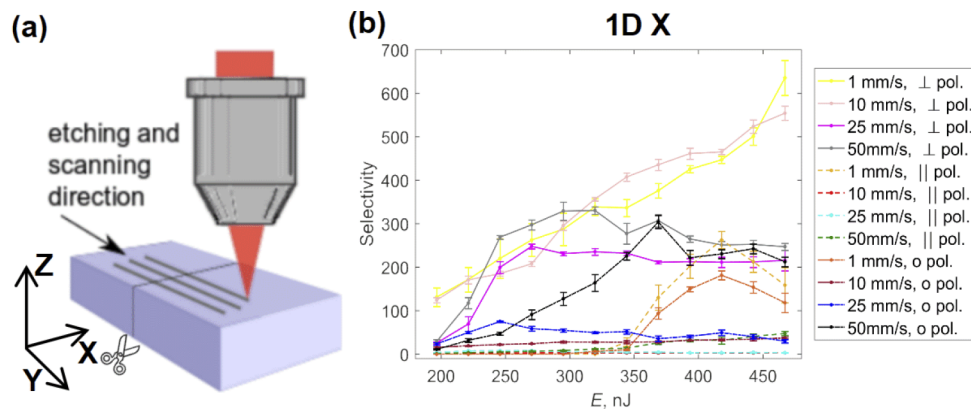 (a)
etching and
scanning
direction
Z
X
Y
(b)
1D X
Selectivity
700
600
500
400
300
200
100
0
200
250
300
350
400
450
E, nJ
1 mm/s, ⊥ pol.
10 mm/s, ⊥ pol.
25 mm/s, ⊥ pol.
50mm/s, ⊥ pol.
1 mm/s, || pol.
10 mm/s, || pol.
25 mm/s, || pol.
50mm/s, || pol.
1 mm/s, o pol.
10 mm/s, o pol.
25 mm/s, o pol.
50mm/s, o pol.